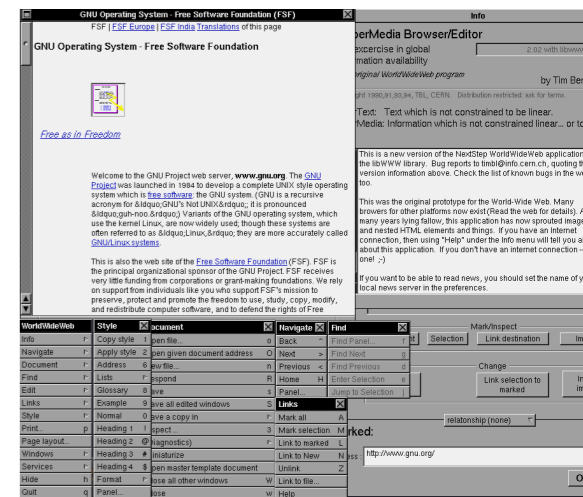 GNU Operating System - Free Software Foundation (FSF)
FSF | FSF Europe | FSF India Translations of this page
GNU Operating System - Free Software Foundation
Free as in Freedom
Welcome to the GNU Project web server, www.gnu.org. The GNU
Project was launched in 1984 to develop a complete UNIX style operating
system which is free software: the GNU system. (GNU is a recursive
acronym for &ldquo;GNU's Not UNIX&rdquo;; it is pronounced
&ldquo;guh-noo.&rdquo;) Variants of the GNU operating system, which
use the kernel Linux, are now widely used; though these systems are
often referred to as &ldquo;Linux,&rdquo; they are more accurately called
GNU/Linux systems.
This is also the web site of the Free Software Foundation (FSF). FSF is
the principal organizational sponsor of the GNU Project. FSF receives
very little funding from corporations or grant-making foundations. We rely
on support from individuals like you who support FSF's mission to
preserve, protect and promote the freedom to use, study, copy, modify,
and redistribute computer software, and to defend the rights of Free
Info
perMedia Browser/Editor
excercise in global
2.02 with libwww
rmation availability
original WorldWideWeb program
by Tim Ber
ght 1990,91,93,94, TBL, CERN. Distribution restricted: ask for terms.
rText: Text which is not constrained to be linear.
rMedia: Information which is not constrained linear... or to
This is a new version of the NextStep WorldWideWeb application
the libWWW library. Bug reports to timbl@info.cern.ch, quoting th
version information above. Check the list of known bugs in the we
too.
This was the original prototype for the World-Wide Web. Many
browsers for other platforms now exist (Read the web for details). A
many years lying fallow, this application has now sprouted image
and nested HTML elements and things. If you have an Internet
connection, then using "Help" under the Info menu will tell you a
about this application. If you don't have an internet connection --
one! ;-)
If you want to be able to read news, you should set the name of y
local news server in the preferences.
WorldWideWeb
Info
Navigate
Document
Find
Edit
Links
Style
Print... p
Page layout...
Windows
Services
Hide h
Quit q
Style
Copy style 1
Apply style 2
Address 6
Lists
Glossary 8
Example 9
Normal 0
Heading 1 !
Heading 2 @
Heading 3 #
Heading 4 $
Format
Panel...
ocument
pen file... o
pen given document address O
ew file... n
espond R
ave s
ave all edited windows S
ave a copy in
spect... 3
iagnostics)
iniaturize
pen master template document
lose all other windows W
lose w
Navigate
Back
Next >
Previous <
Home H
Panel...
Find
Find Panel... f
Find Next g
Find Previous d
Enter Selection e
Jump to Selection j
Links
Mark all A
Mark selection M
Link to marked L
Link to New N
Unlink Z
Link to file...
Help
Mark/Inspect
Selection
Link destination
Change
Link selection to
marked
relatonship (none)
rked:
ess: http://www.gnu.org/